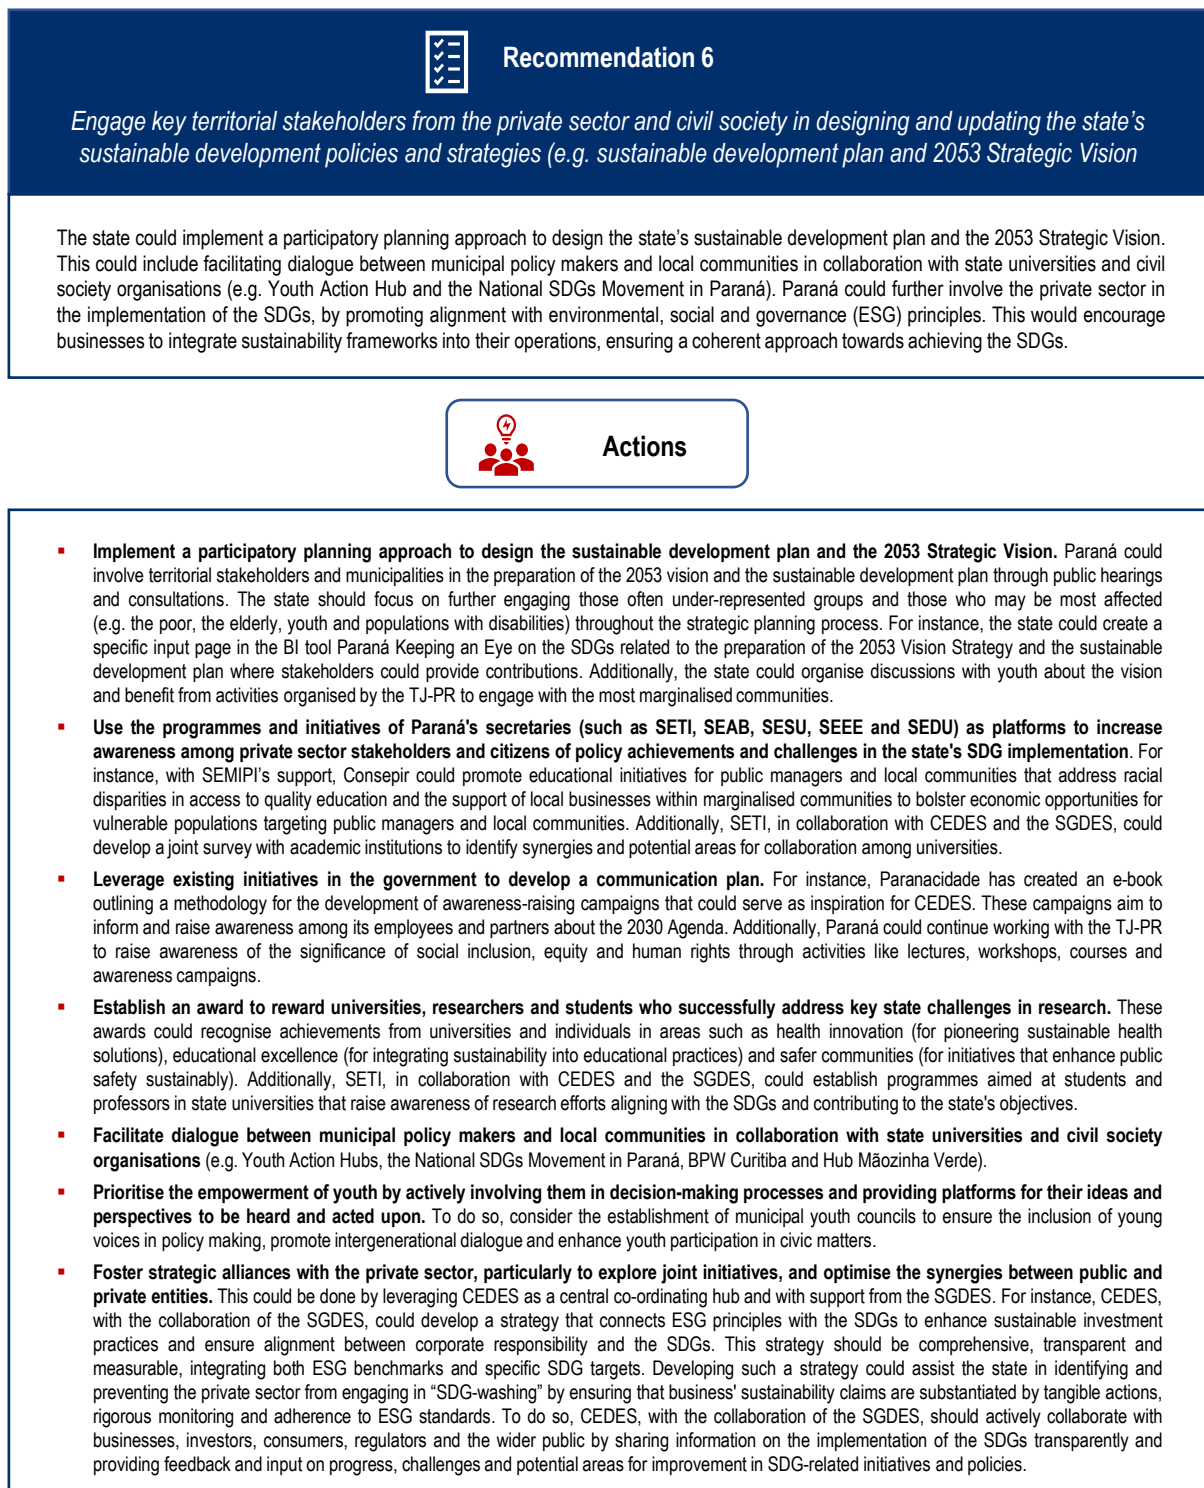 Recommendation 6
Engage key territorial stakeholders from the private sector and civil society in designing and updating the state's
sustainable development policies and strategies (e.g. sustainable development plan and 2053 Strategic Vision
The state could implement a participatory planning approach to design the state's sustainable development plan and the 2053 Strategic Vision.
This could include facilitating dialogue between municipal policy makers and local communities in collaboration with state universities and civil
society organisations (e.g. Youth Action Hub and the National SDGs Movement in Paraná). Paraná could further involve the private sector in
the implementation of the SDGs, by promoting alignment with environmental, social and governance (ESG) principles. This would encourage
businesses to integrate sustainability frameworks into their operations, ensuring a coherent approach towards achieving the SDGs.
Actions
▪ Implement a participatory planning approach to design the sustainable development plan and the 2053 Strategic Vision. Paraná could
involve territorial stakeholders and municipalities in the preparation of the 2053 vision and the sustainable development plan through public hearings
and consultations. The state should focus on further engaging those often under-represented groups and those who may be most affected
(e.g. the poor, the elderly, youth and populations with disabilities) throughout the strategic planning process. For instance, the state could create a
specific input page in the BI tool Paraná Keeping an Eye on the SDGs related to the preparation of the 2053 Vision Strategy and the sustainable
development plan where stakeholders could provide contributions. Additionally, the state could organise discussions with youth about the vision
and benefit from activities organised by the TJ-PR to engage with the most marginalised communities.
▪ Use the programmes and initiatives of Paraná's secretaries (such as SETI, SEAB, SESU, SEEE and SEDU) as platforms to increase
awareness among private sector stakeholders and citizens of policy achievements and challenges in the state's SDG implementation. For
instance, with SEMIPI's support, Consepir could promote educational initiatives for public managers and local communities that address racial
disparities in access to quality education and the support of local businesses within marginalised communities to bolster economic opportunities for
vulnerable populations targeting public managers and local communities. Additionally, SETI, in collaboration with CEDES and the SGDES, could
develop a joint survey with academic institutions to identify synergies and potential areas for collaboration among universities.
▪ Leverage existing initiatives in the government to develop a communication plan. For instance, Paranacidade has created an e-book
outlining a methodology for the development of awareness-raising campaigns that could serve as inspiration for CEDES. These campaigns aim to
inform and raise awareness among its employees and partners about the 2030 Agenda. Additionally, Paraná could continue working with the TJ-PR
to raise awareness of the significance of social inclusion, equity and human rights through activities like lectures, workshops, courses and
awareness campaigns.
▪ Establish an award to reward universities, researchers and students who successfully address key state challenges in research. These
awards could recognise achievements from universities and individuals in areas such as health innovation (for pioneering sustainable health
solutions), educational excellence (for integrating sustainability into educational practices) and safer communities (for initiatives that enhance public
safety sustainably). Additionally, SETI, in collaboration with CEDES and the SGDES, could establish programmes aimed at students and
professors in state universities that raise awareness of research efforts aligning with the SDGs and contributing to the state's objectives.
▪ Facilitate dialogue between municipal policy makers and local communities in collaboration with state universities and civil society
organisations (e.g. Youth Action Hubs, the National SDGs Movement in Paraná, BPW Curitiba and Hub Mãozinha Verde).
▪ Prioritise the empowerment of youth by actively involving them in decision-making processes and providing platforms for their ideas and
perspectives to be heard and acted upon. To do so, consider the establishment of municipal youth councils to ensure the inclusion of young
voices in policy making, promote intergenerational dialogue and enhance youth participation in civic matters.
▪ Foster strategic alliances with the private sector, particularly to explore joint initiatives, and optimise the synergies between public and
private entities. This could be done by leveraging CEDES as a central co-ordinating hub and with support from the SGDES. For instance, CEDES,
with the collaboration of the SGDES, could develop a strategy that connects ESG principles with the SDGs to enhance sustainable investment
practices and ensure alignment between corporate responsibility and the SDGs. This strategy should be comprehensive, transparent and
measurable, integrating both ESG benchmarks and specific SDG targets. Developing such a strategy could assist the state in identifying and
preventing the private sector from engaging in “SDG-washing” by ensuring that business' sustainability claims are substantiated by tangible actions,
rigorous monitoring and adherence to ESG standards. To do so, CEDES, with the collaboration of the SGDES, should actively collaborate with
businesses, investors, consumers, regulators and the wider public by sharing information on the implementation of the SDGs transparently and
providing feedback and input on progress, challenges and potential areas for improvement in SDG-related initiatives and policies.